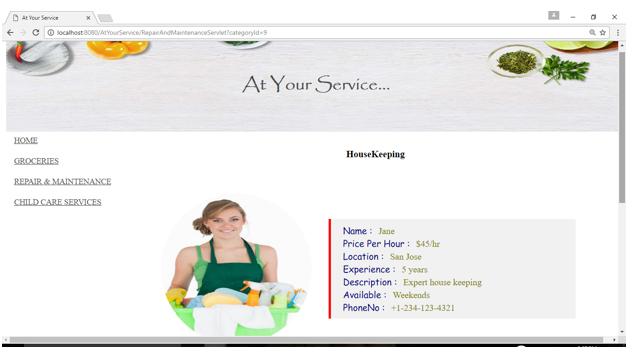 At Your Service
localhost:8080/AtYourService/RepairAndMaintenanceServlet?categoryId=9
At Your Service...
HOME
GROCERIES
REPAIR & MAINTENANCE
CHILD CARE SERVICES
HouseKeeping
Name : Jane
Price Per Hour : $45/hr
Location : San Jose
Experience : 5 years
Description : Expert house keeping
Available : Weekends
PhoneNo : +1-234-123-4321